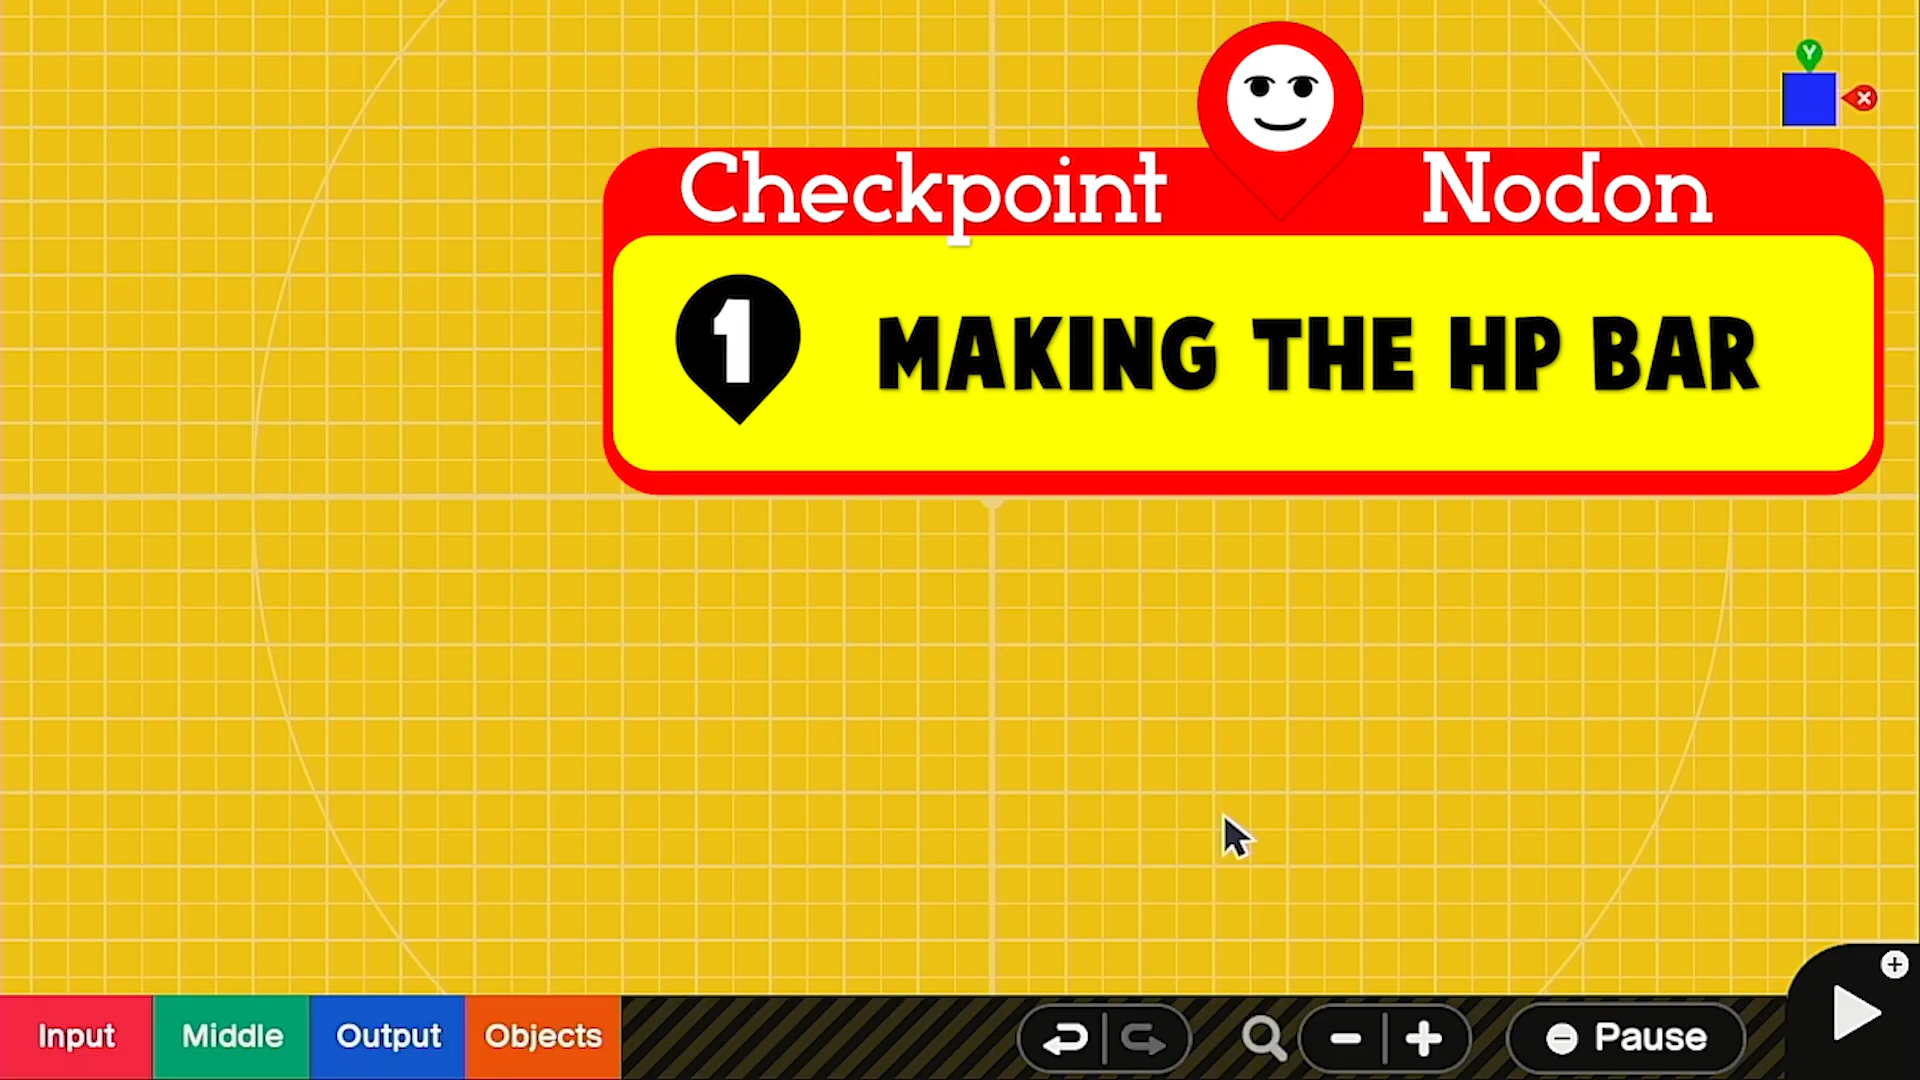 Y
X
Checkpoint Nodon
1 MAKING THE HP BAR
Input Middle Output Objects Pause